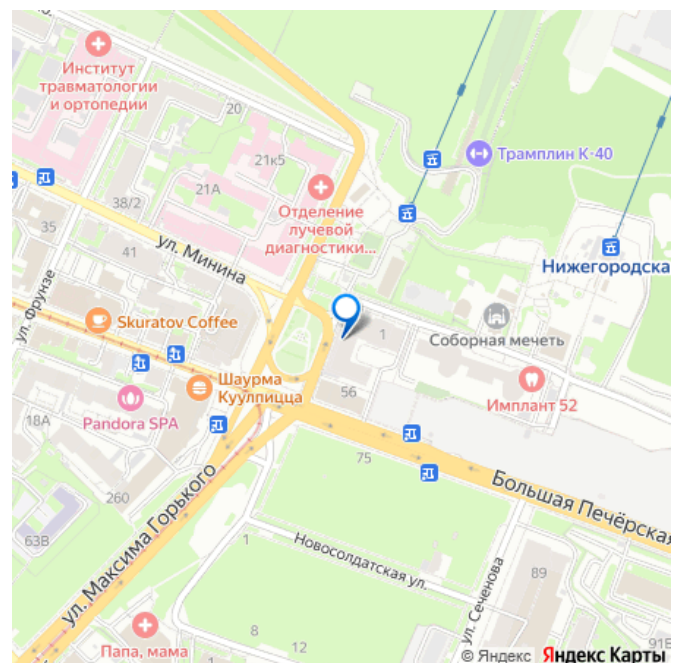 Институт
травматологии
и ортопедии
20
21к5
21А
Отделение
лучевой
диагностики...
Трамплин К-40
38/2
35
ул. Минина
41
Нижегородска
ул. Фрунзе
Skuratov Coffee
1
Соборная мечеть
Шаурма
Куулпицца
56
Имплант 52
18А
Pandora SPA
75
Большая Печёрская
260
ул. Максима Горького
63В
1
Новосолдатская ул.
ул. Сеченова
89
8
12
91Б
Папа, мама
© Яндекс Яндекс Карты